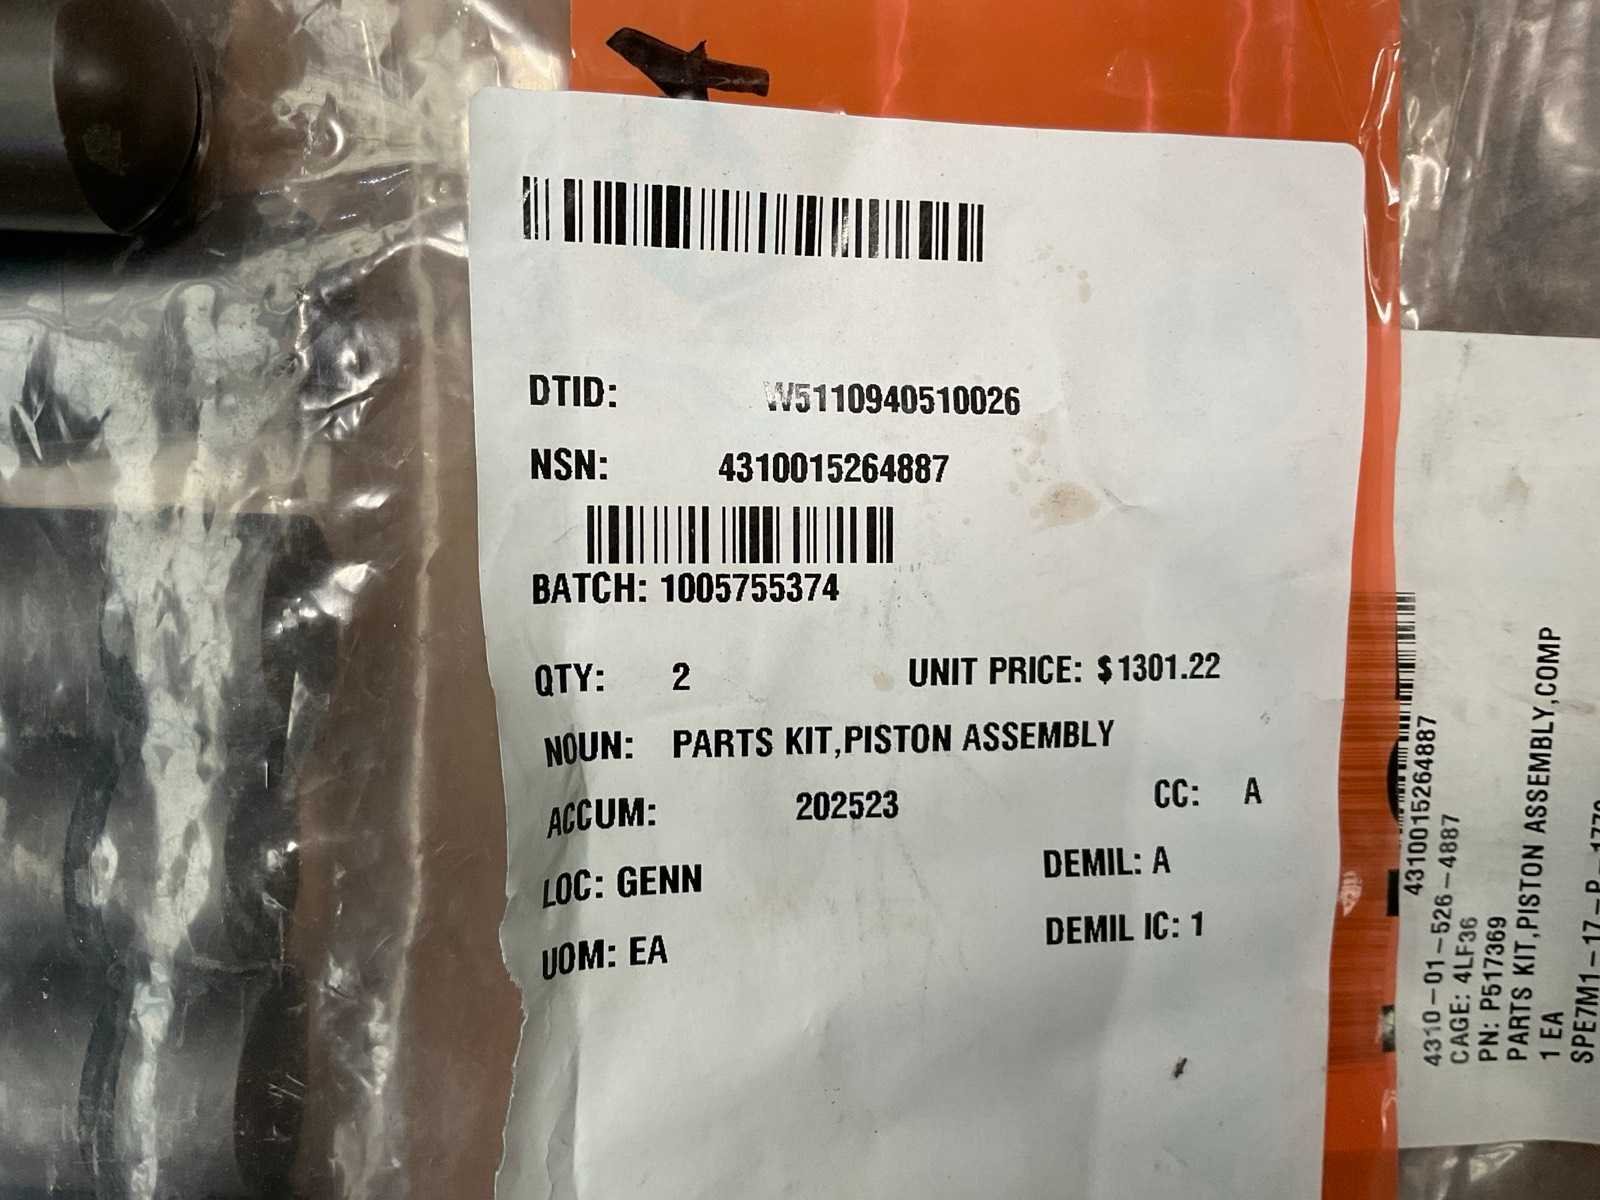 DTID: W5110940510026
NSN: 4310015264887
BATCH: 1005755374
QTY: 2 UNIT PRICE: $1301.22
NOUN: PARTS KIT,PISTON ASSEMBLY
ACCUM: 202523 CC: A
LOC: GENN DEMIL: A
UOM: EA DEMIL IC: 1
4310015264887
4310-01-526-4887
CAGE: 4LF36
PN: P517369
PARTS KIT,PISTON ASSEMBLY,COMP
1 EA
SPE7M1-17-P-